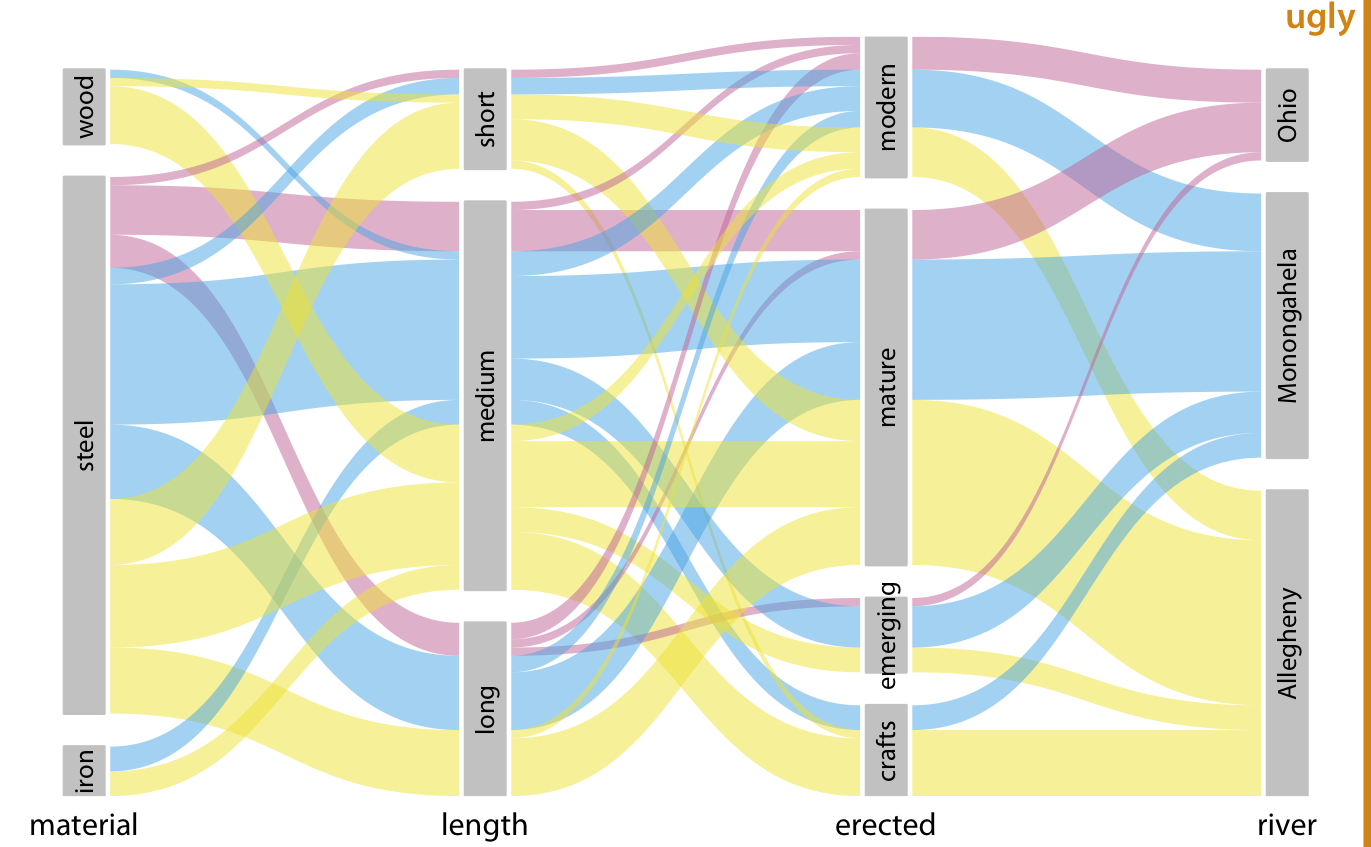 ugly
wood
steel
iron
short
medium
long
modern
mature
emerging
crafts
Ohio
Monongahela
Allegheny
material
length
erected
river